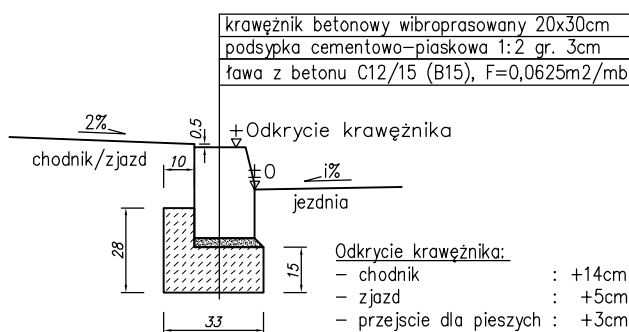 krawężnik betonowy wibroprasowany 20x30cm
podsypka cementowo-piaskowa 1:2 gr. 3cm
ława z betonu C12/15 (B15), F=0,0625m2/mb
2%
0.5
+Odkrycie krawężnika
chodnik/zjazd
10
+0
i%
jezdnia
28
15
33
Odkrycie krawężnika:
- chodnik : +14cm
- zjazd : +5cm
- przejscie dla pieszych : +3cm